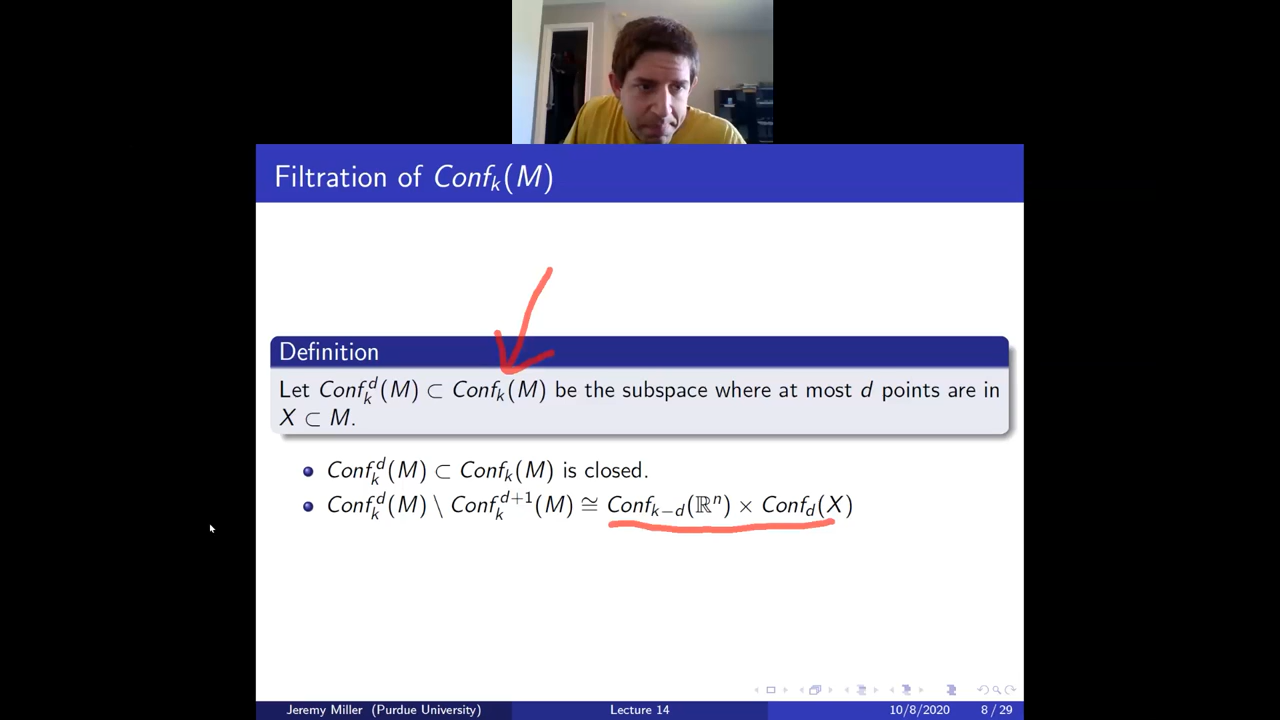 Filtration of Conf_k(M)
Definition
Let Conf_k^d(M) ⊂ Conf_k(M) be the subspace where at most d points are in
X ⊂ M.
Conf_k^d(M) ⊂ Conf_k(M) is closed.
Conf_k^d(M) \ Conf_k^{d+1}(M) ≅ Conf_{k−d}(ℝ^n) × Conf_d(X)
Jeremy Miller (Purdue University) Lecture 14 10/8/2020 8 / 29